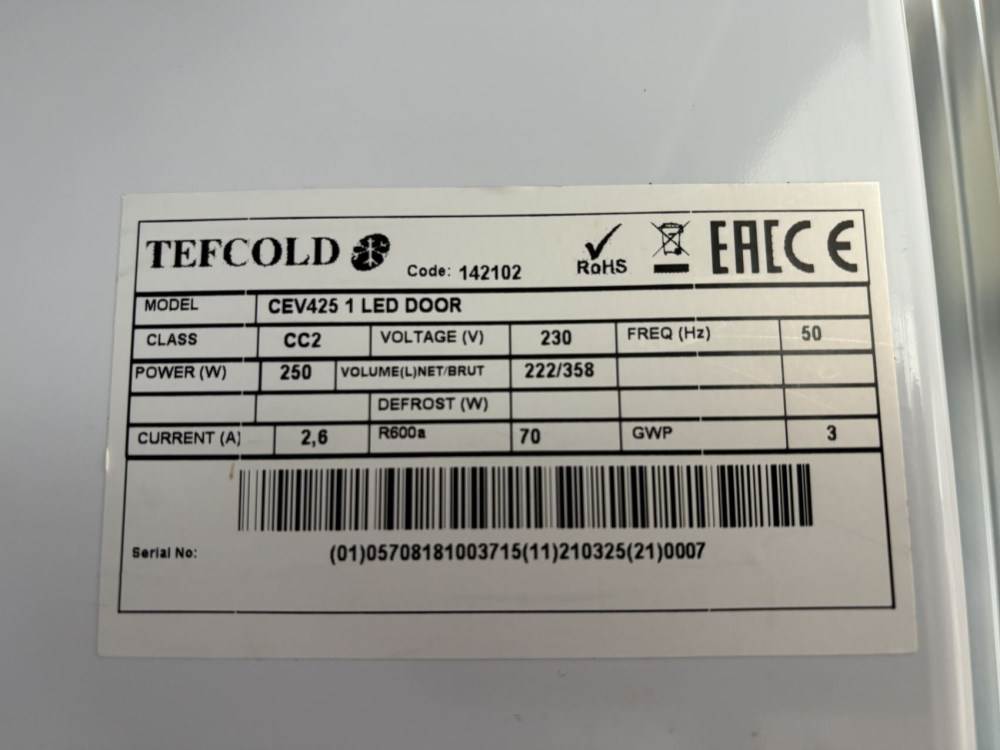 TEFCOLD Code: 142102 RoHS EAC CE
MODEL CEV425 1 LED DOOR
CLASS CC2 VOLTAGE (V) 230 FREQ (Hz) 50
POWER (W) 250 VOLUME(L)NET/BRUT 222/358
DEFROST (W)
CURRENT (A) 2,6 R600a 70 GWP 3
Serial No: (01)05708181003715(11)210325(21)0007